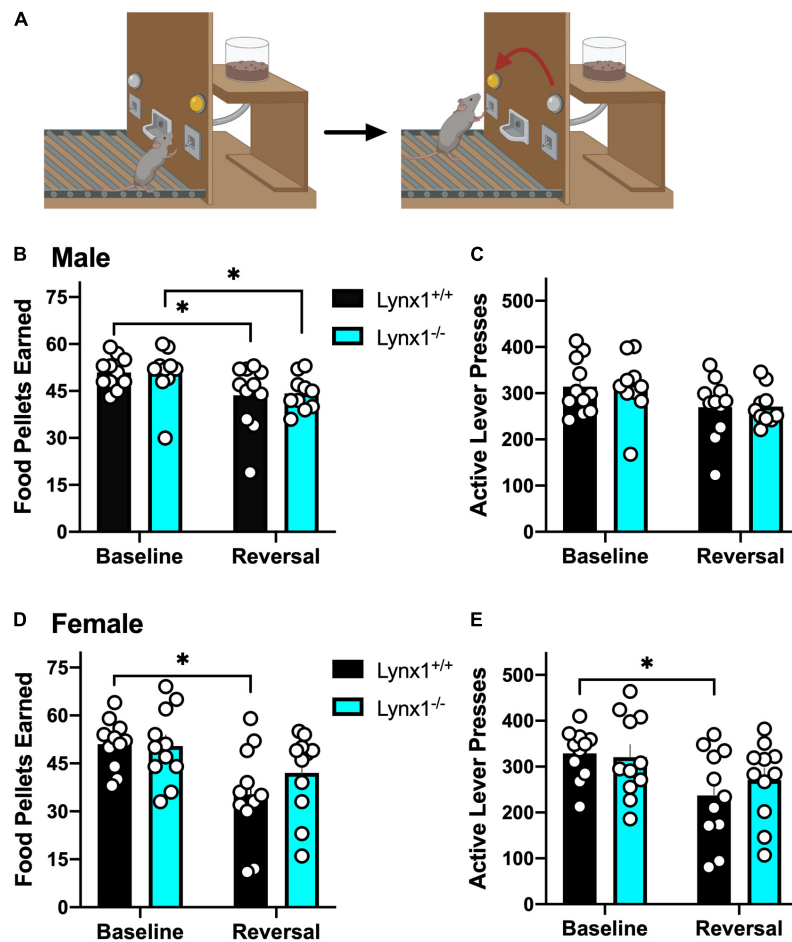 A
B Male
Food Pellets Earned
75
60
45
30
15
0
*
*
Baseline Reversal
Lynx1+/+
Lynx1-/-
C
Active Lever Presses
500
400
300
200
100
0
Baseline Reversal
D Female
Food Pellets Earned
75
60
45
30
15
0
*
Baseline Reversal
Lynx1+/+
Lynx1-/-
E
Active Lever Presses
500
400
300
200
100
0
*
Baseline Reversal